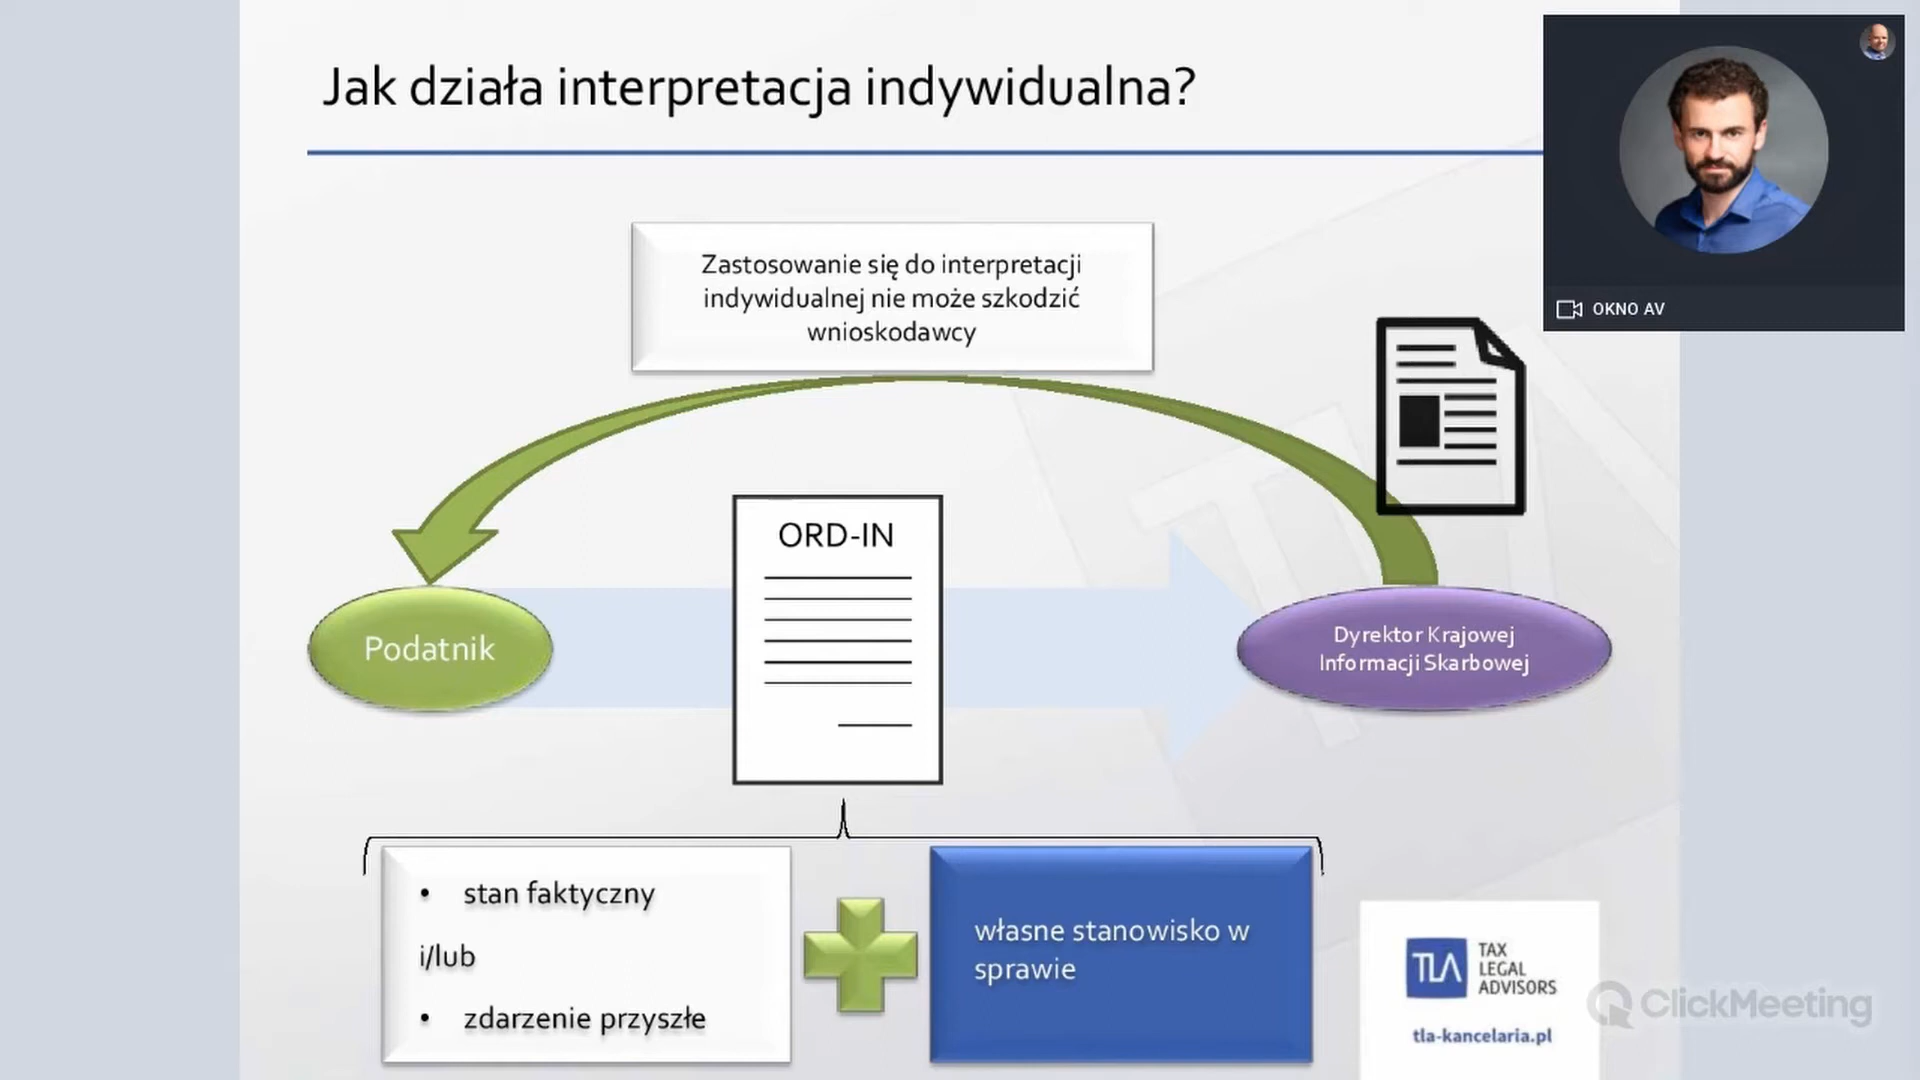 Jak działa interpretacja indywidualna?
OKNO AV
Zastosowanie się do interpretacji
indywidualnej nie może szkodzić
wnioskodawcy
ORD-IN
Podatnik
Dyrektor Krajowej
Informacji Skarbowej
• stan faktyczny
i/lub
• zdarzenie przyszłe
własne stanowisko w
sprawie
TLA
TAX
LEGAL
ADVISORS
tla-kancelaria.pl
ClickMeeting